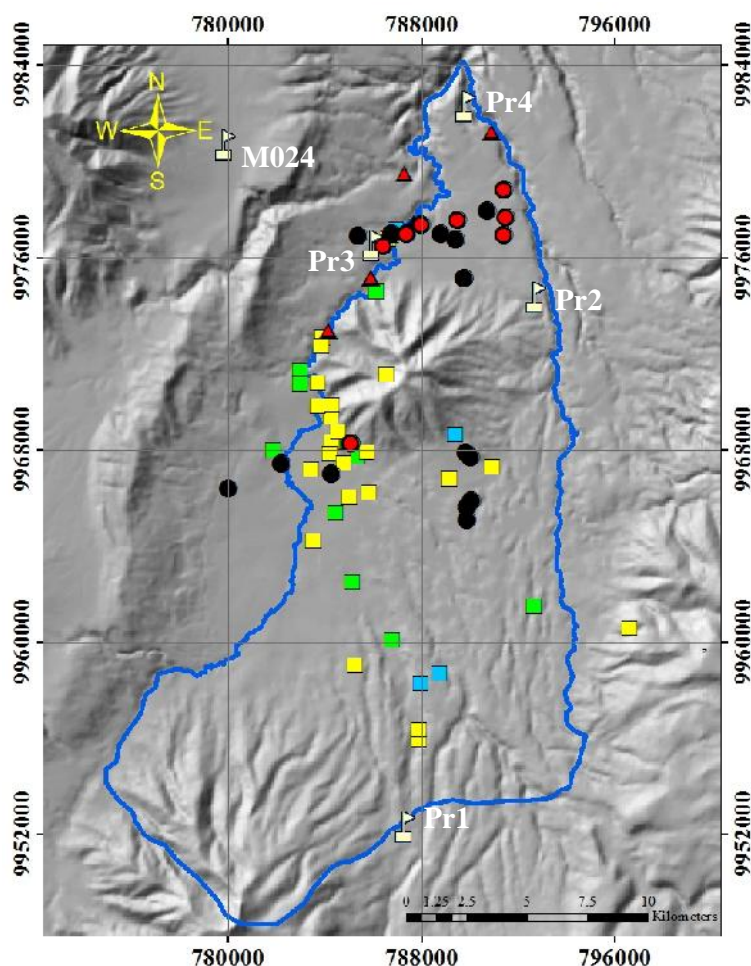 780000 788000 796000
9984000 9984000
N
W E
S
Pr4
M024
9976000 9976000
Pr3
Pr2
9968000 9968000
9960000 9960000
9952000 9952000
Pr1
0 1.25 2.5 5 7.5 10
Kilometers
780000 788000 796000